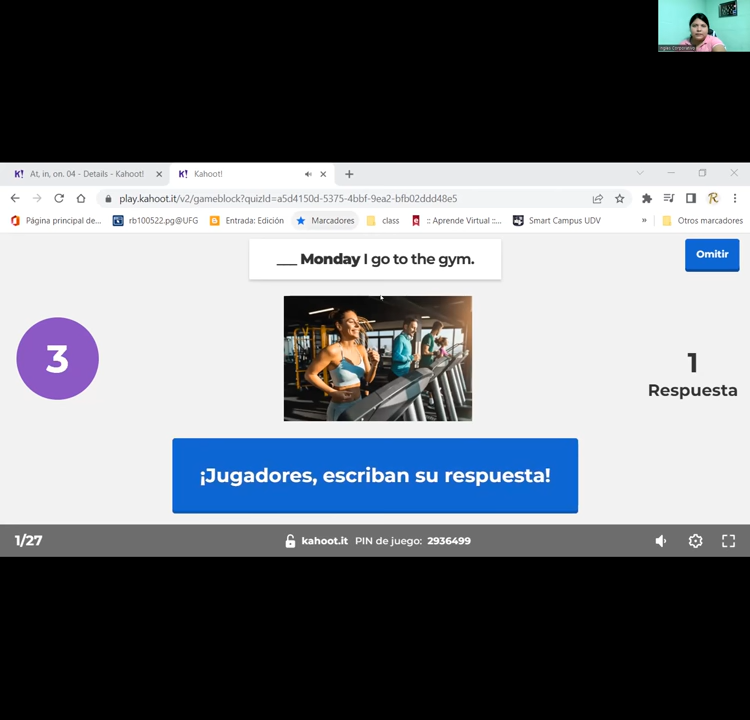 Ingles Corporativo
K! At, in, on. 04 - Details - Kahoot!
K! Kahoot!
play.kahoot.it/v2/gameblock?quizId=a5d4150d-5375-4bbf-9ea2-bfb02ddd48e5
Página principal de... rb100522.pg@UFG Entrada: Edición Marcadores class :: Aprende Virtual ::... Smart Campus UDV » Otros marcadores
___ Monday I go to the gym.
Omitir
3
1
Respuesta
¡Jugadores, escriban su respuesta!
1/27
kahoot.it PIN de juego: 2936499